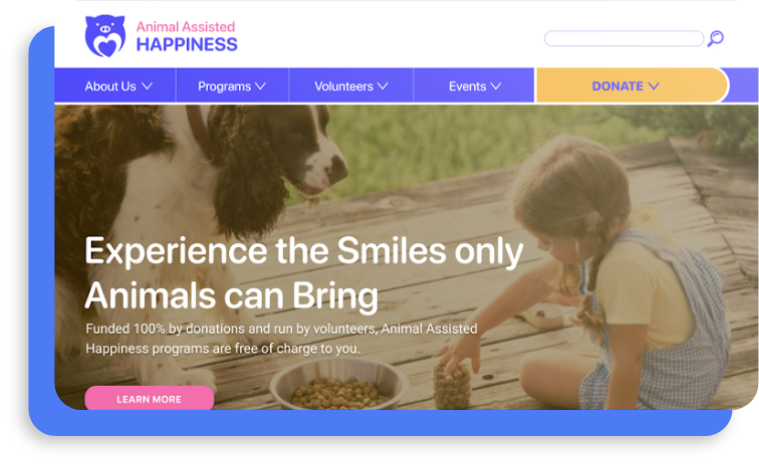 Animal Assisted
HAPPINESS
About Us
Programs
Volunteers
Events
DONATE
Experience the Smiles only
Animals can Bring
Funded 100% by donations and run by volunteers, Animal Assisted
Happiness programs are free of charge to you.
LEARN MORE